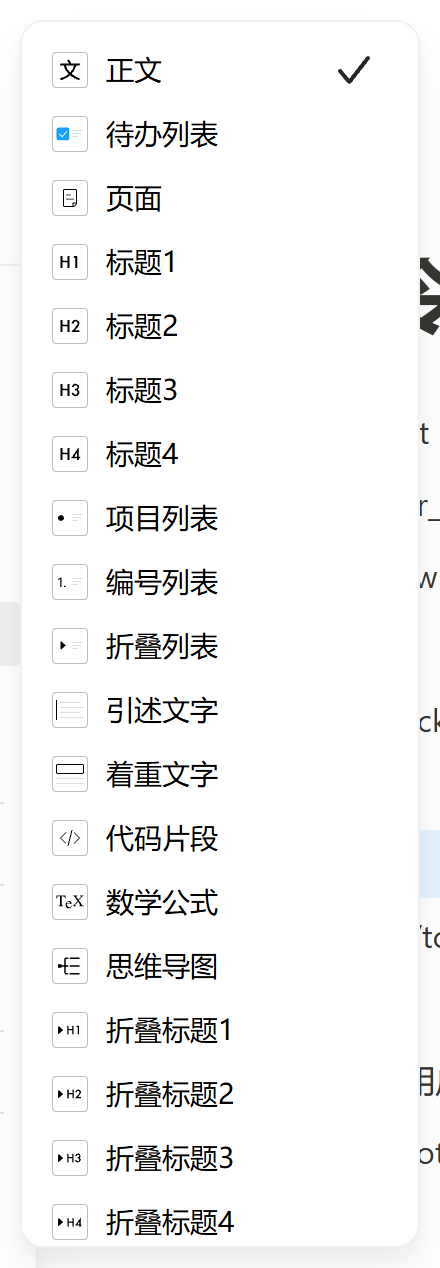 文 正文
待办列表
页面
H1 标题1
H2 标题2
H3 标题3
H4 标题4
项目列表
1. 编号列表
折叠列表
引述文字
着重文字
</> 代码片段
TeX 数学公式
思维导图
H1 折叠标题1
H2 折叠标题2
H3 折叠标题3
H4 折叠标题4
t
r_
w
ck